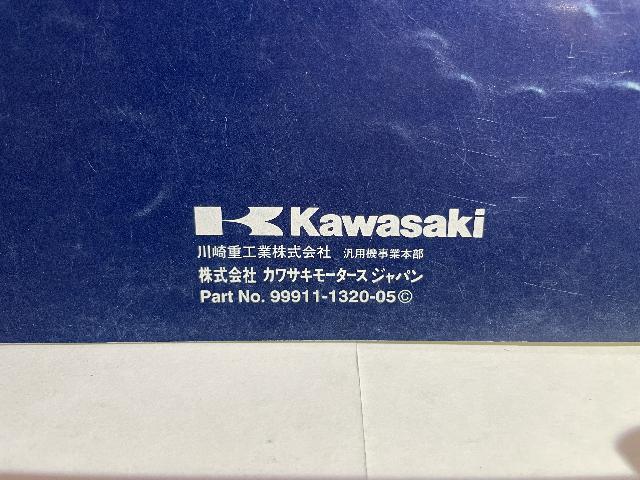 Kawasaki
川崎重工業株式会社 汎用機事業本部
株式会社 カワサキモータース ジャパン
Part No. 99911-1320-05©